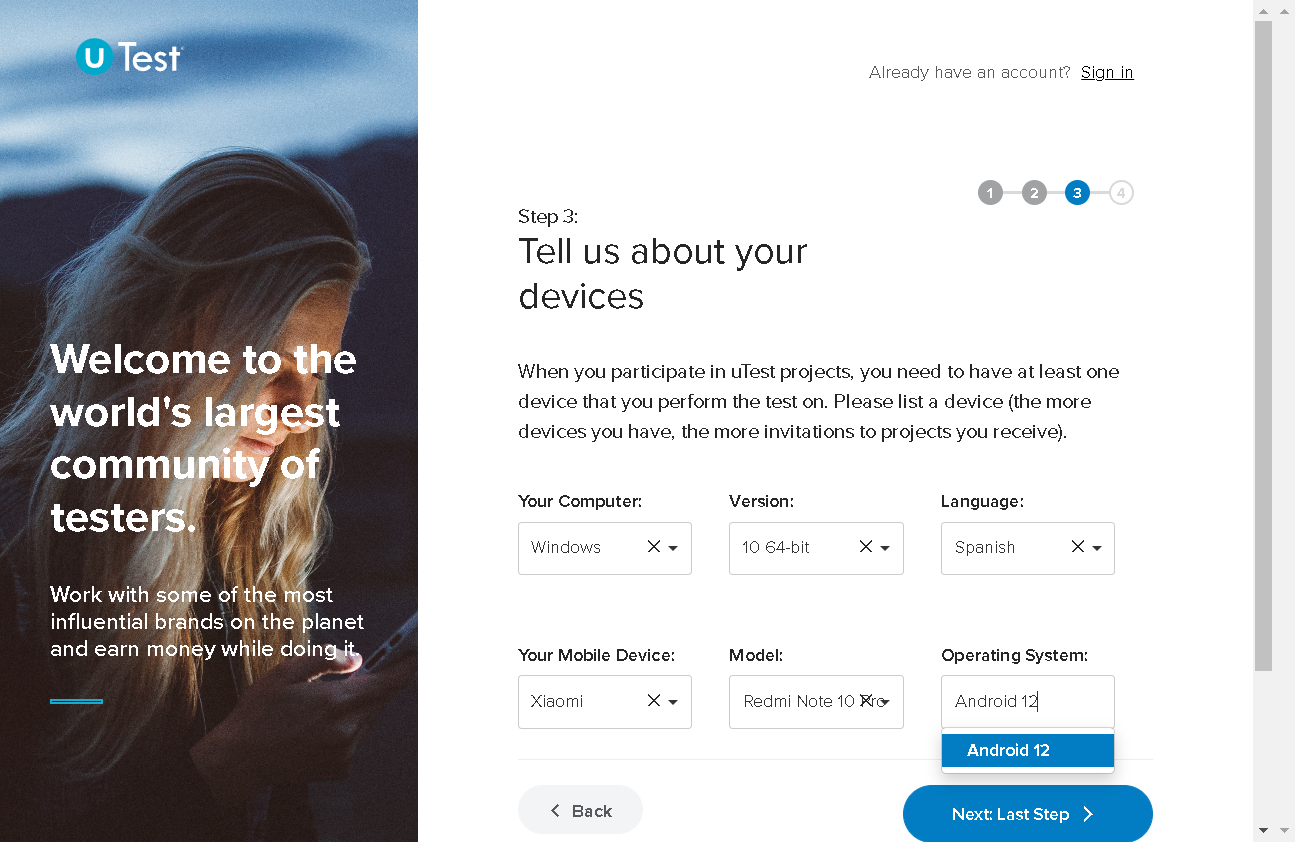 U Test
Already have an account? Sign in
1 2 3 4
Step 3:
Tell us about your
devices
Welcome to the
world's largest
community of
testers.
Work with some of the most
influential brands on the planet
and earn money while doing it.
When you participate in uTest projects, you need to have at least one
device that you perform the test on. Please list a device (the more
devices you have, the more invitations to projects you receive).
Your Computer: Version: Language:
Windows 10 64-bit Spanish
Your Mobile Device: Model: Operating System:
Xiaomi Redmi Note 10 Pro Android 12
Android 12
Back Next: Last Step